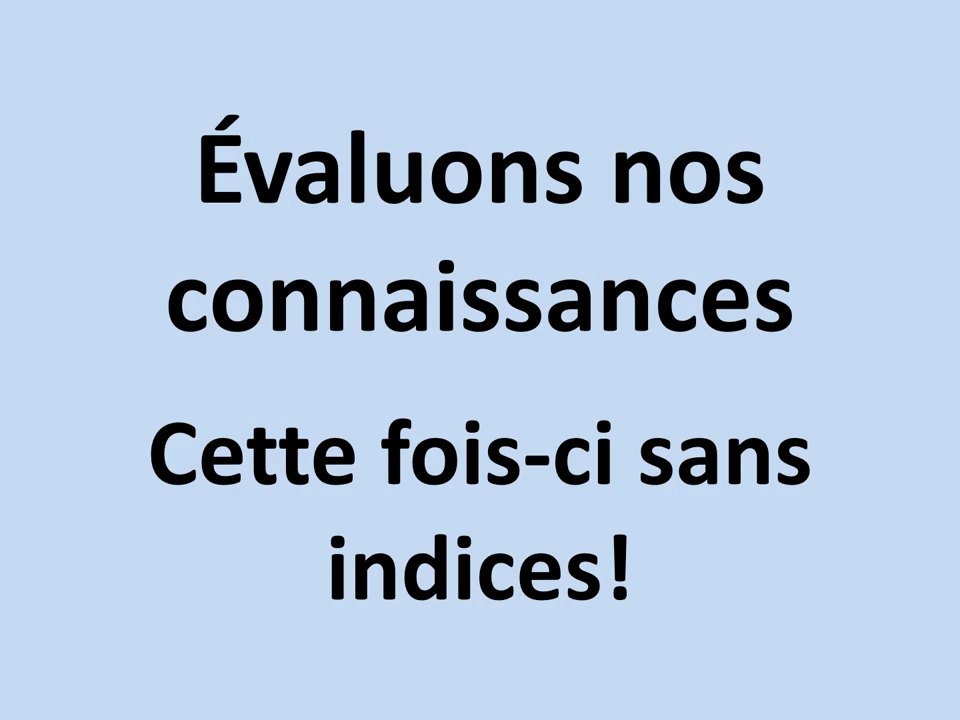 Évaluons nos
connaissances
Cette fois-ci sans
indices!